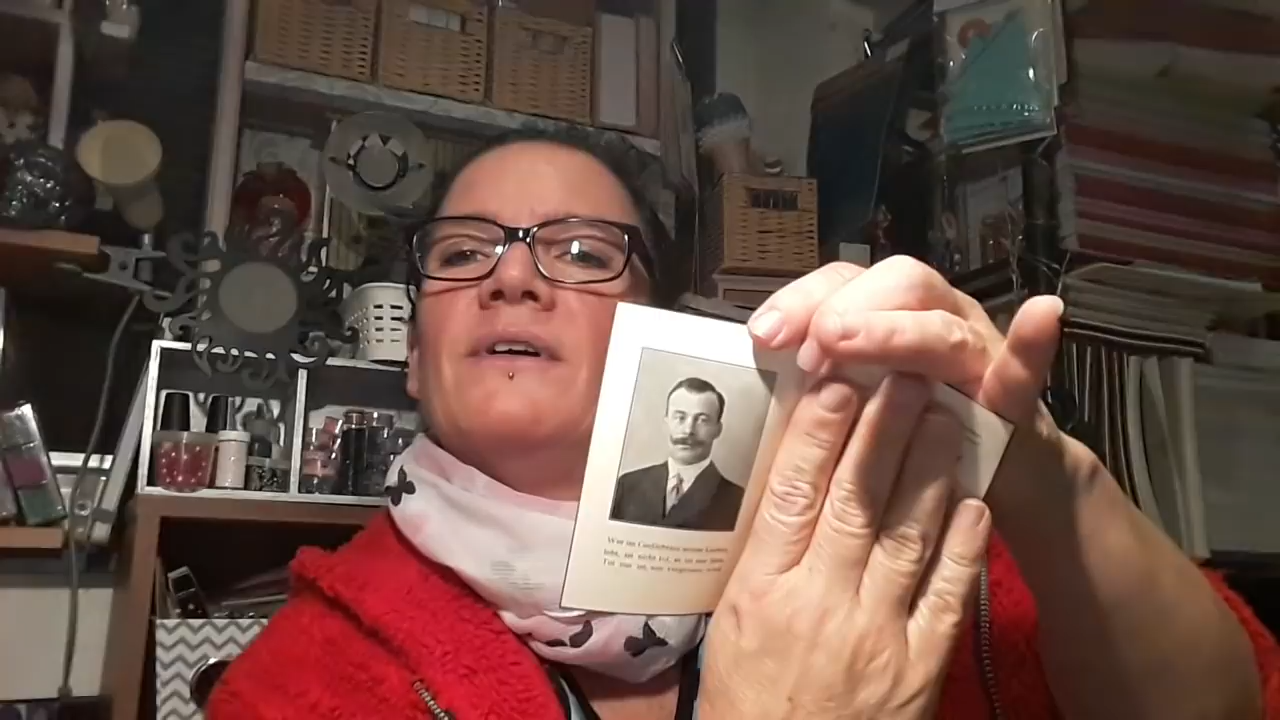 Wer im Gedächtnis seiner Lieben
lebt, ist nicht tot, er ist nur fern.
Tot nur ist, wer vergessen wird.